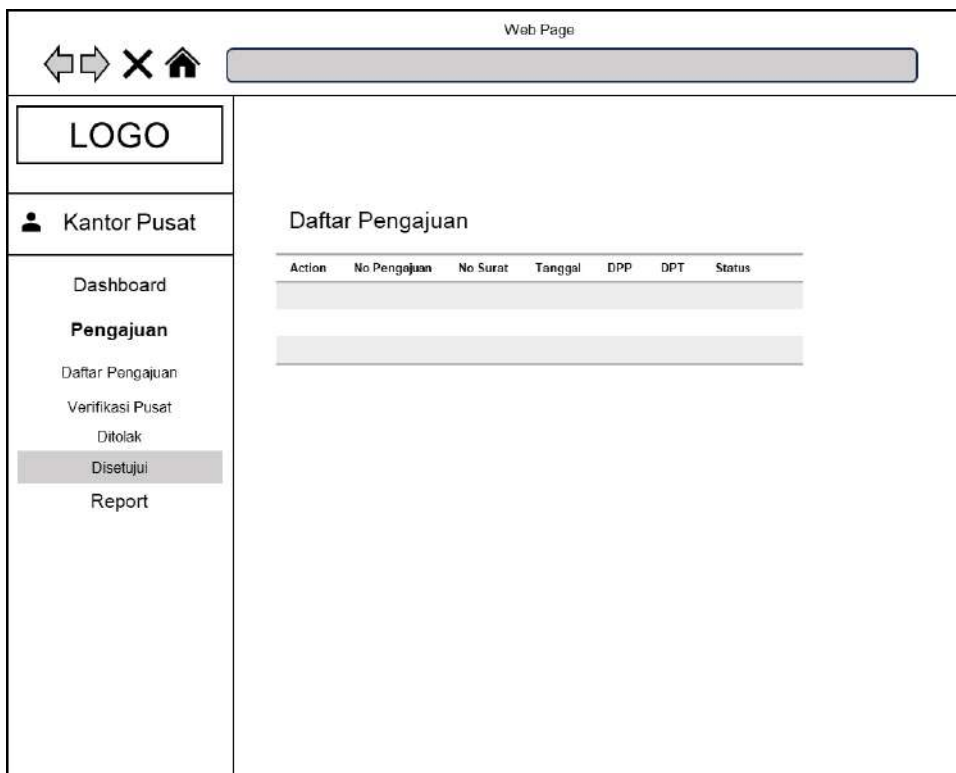 Web Page
LOGO
Kantor Pusat
Dashboard
Pengajuan
Daftar Pengajuan
Verifikasi Pusat
Ditolak
Disetujui
Report
Daftar Pengajuan
Action No Pengajuan No Surat Tanggal DPP DPT Status